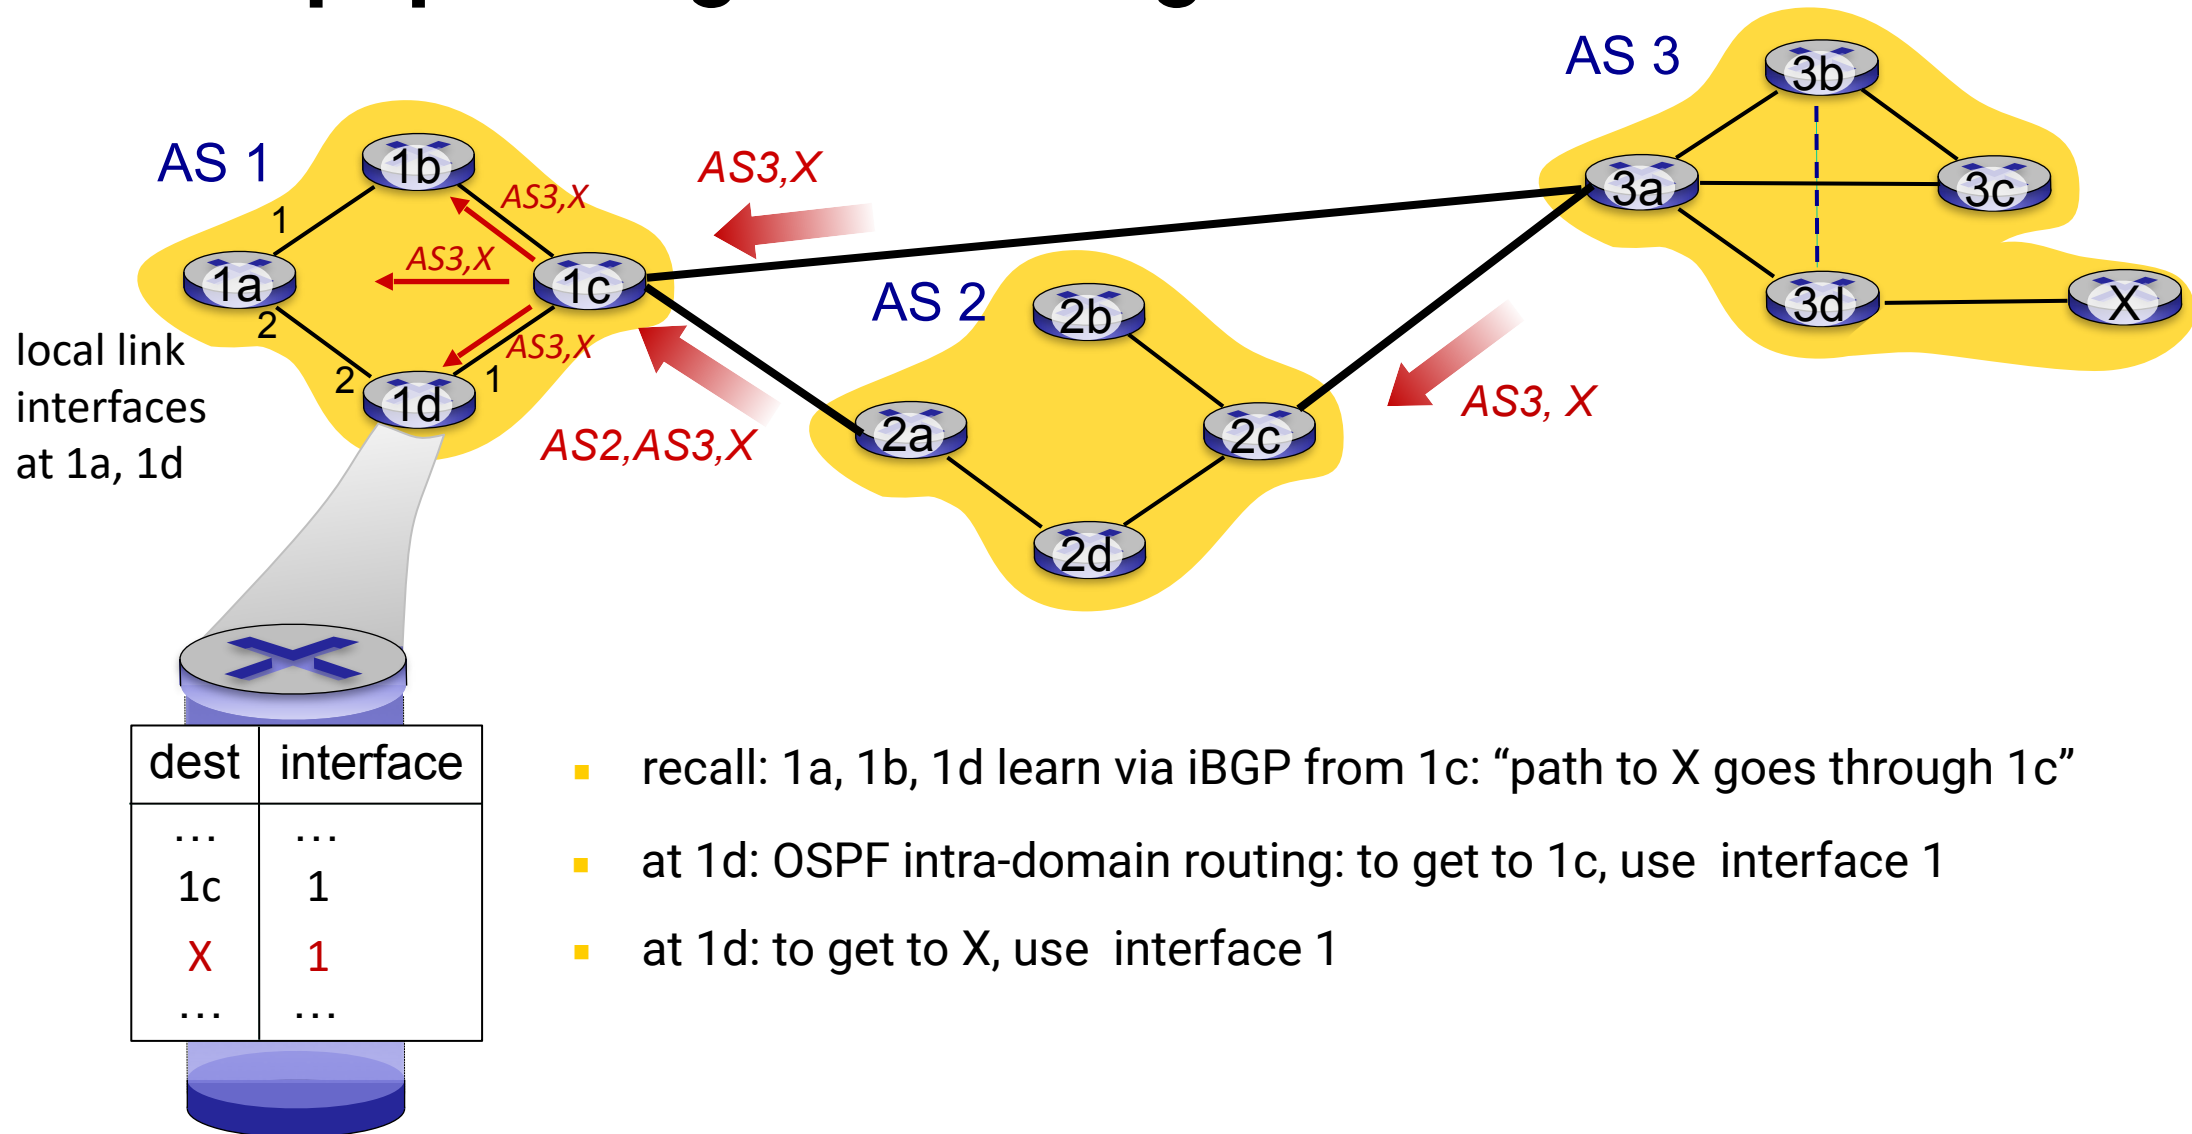 AS 3
3b
AS 1
1b
AS3,X
3a
3c
AS3,X
1
AS3,X
1a
1c
AS 2
2b
3d
X
2
local link
interfaces
at 1a, 1d
AS3,X
2
1
1d
AS2,AS3,X
AS3, X
2a
2c
2d
dest interface
... ...
1c 1
X 1
... ...
▪ recall: 1a, 1b, 1d learn via iBGP from 1c: “path to X goes through 1c”
▪ at 1d: OSPF intra-domain routing: to get to 1c, use interface 1
▪ at 1d: to get to X, use interface 1